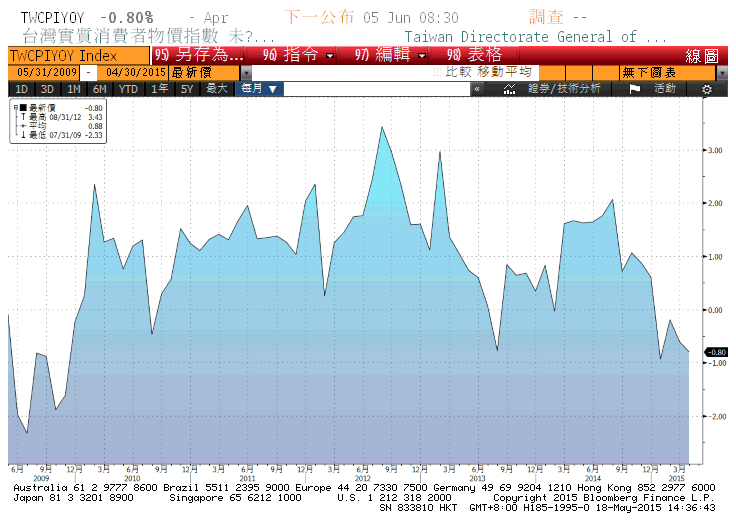 TWCPIYOY -0.80% - Apr 下一公布 05 Jun 08:30 調查 --
台灣實質消費者物價指數 未?... Taiwan Directorate General of ...
TWCPIYOY Index 95) 另存為... 96) 指令 97) 編輯 98) 表格 線圖
05/31/2009 - 04/30/2015 最新價 比較 移動平均 無下圖表
1D 3D 1M 6M YTD 1年 5Y 最大 每月 ▼ « 證券/技術分析 活動
最新價 -0.80
最高 08/31/12 3.43
平均 0.88
最低 07/31/09 -2.33
3.00
2.00
1.00
0.00
-0.80
-1.00
-2.00
6月 9月 12月 3月 6月 9月 12月 3月 6月 9月 12月 3月 6月 9月 12月 3月 6月 9月 12月 3月 6月 9月 12月 3月
2009 2010 2011 2012 2013 2014 2015
Australia 61 2 9777 8600 Brazil 5511 2395 9000 Europe 44 20 7330 7500 Germany 49 69 9204 1210 Hong Kong 852 2977 6000
Japan 81 3 3201 8900 Singapore 65 6212 1000 U.S. 1 212 318 2000 Copyright 2015 Bloomberg Finance L.P.
SN 833810 HKT GMT+8:00 H185-1995-0 18-May-2015 14:36:43